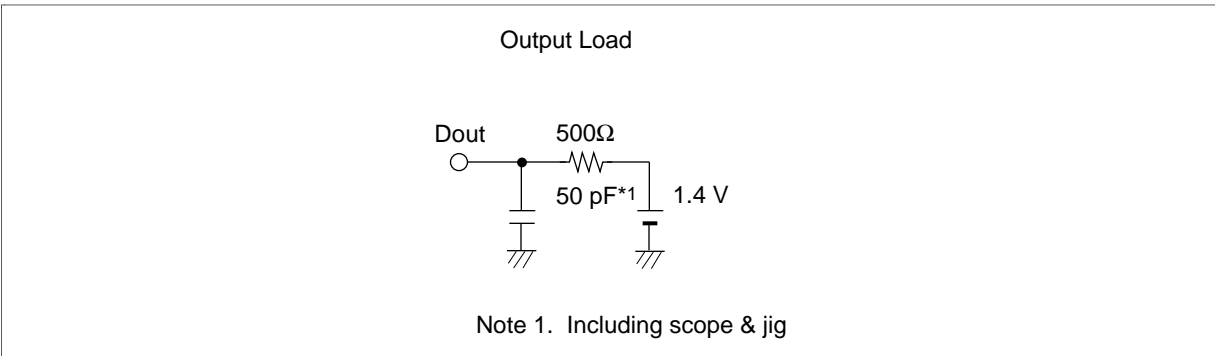 Output Load
Dout 500Ω
50 pF*1 1.4 V
Note 1. Including scope & jig